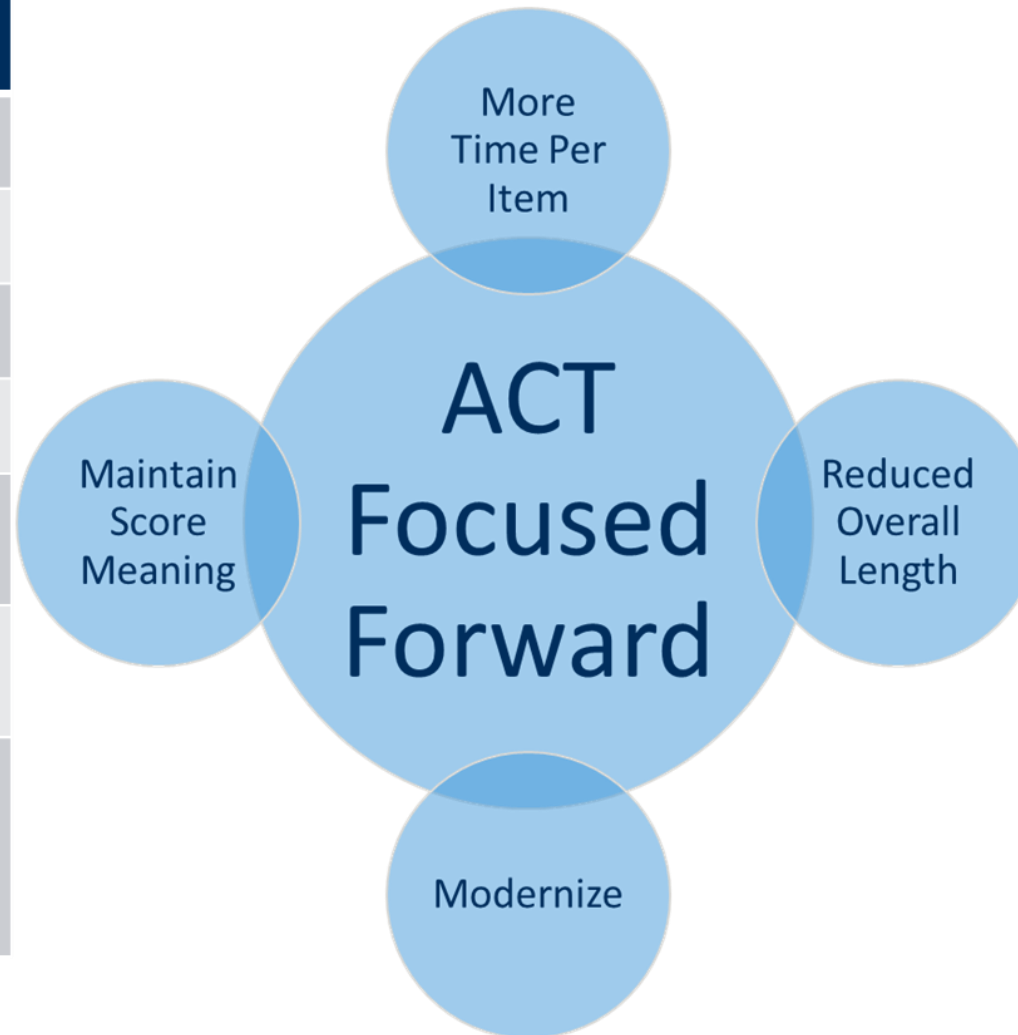 More
Time Per
Item
ACT
Focused
Forward
Maintain
Score
Meaning
Reduced
Overall
Length
Modernize